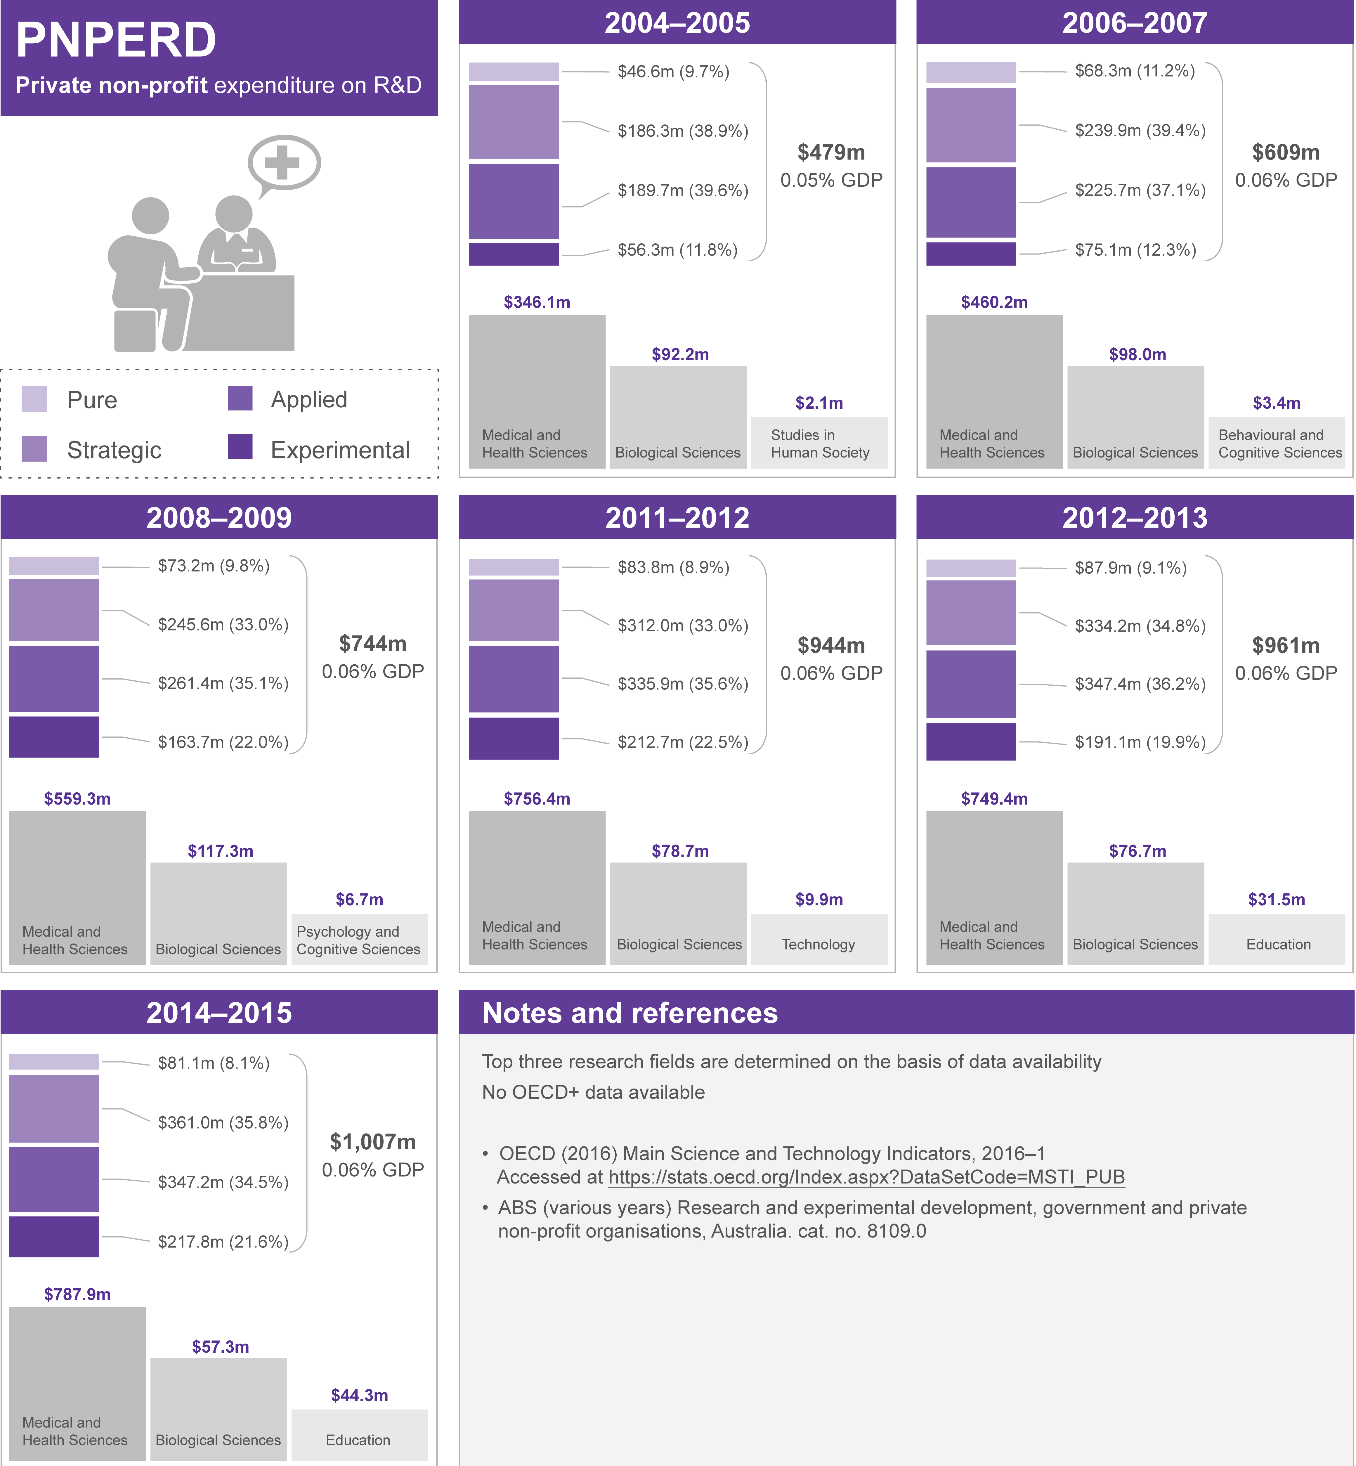 PNPERD
Private non-profit expenditure on R&D
Pure
Applied
Strategic
Experimental
2004–2005
$46.6m (9.7%)
$186.3m (38.9%)
$189.7m (39.6%)
$56.3m (11.8%)
$479m
0.05% GDP
$346.1m
$92.2m
$2.1m
Medical and
Health Sciences
Biological Sciences
Studies in
Human Society
2006–2007
$68.3m (11.2%)
$239.9m (39.4%)
$225.7m (37.1%)
$75.1m (12.3%)
$609m
0.06% GDP
$460.2m
$98.0m
$3.4m
Medical and
Health Sciences
Biological Sciences
Behavioural and
Cognitive Sciences
2008–2009
$73.2m (9.8%)
$245.6m (33.0%)
$261.4m (35.1%)
$163.7m (22.0%)
$744m
0.06% GDP
$559.3m
$117.3m
$6.7m
Medical and
Health Sciences
Biological Sciences
Psychology and
Cognitive Sciences
2011–2012
$83.8m (8.9%)
$312.0m (33.0%)
$335.9m (35.6%)
$212.7m (22.5%)
$944m
0.06% GDP
$756.4m
$78.7m
$9.9m
Medical and
Health Sciences
Biological Sciences
Technology
2012–2013
$87.9m (9.1%)
$334.2m (34.8%)
$347.4m (36.2%)
$191.1m (19.9%)
$961m
0.06% GDP
$749.4m
$76.7m
$31.5m
Medical and
Health Sciences
Biological Sciences
Education
2014–2015
$81.1m (8.1%)
$361.0m (35.8%)
$347.2m (34.5%)
$217.8m (21.6%)
$1,007m
0.06% GDP
$787.9m
$57.3m
$44.3m
Medical and
Health Sciences
Biological Sciences
Education
Notes and references
Top three research fields are determined on the basis of data availability
No OECD+ data available
• OECD (2016) Main Science and Technology Indicators, 2016–1
Accessed at https://stats.oecd.org/Index.aspx?DataSetCode=MSTI_PUB
• ABS (various years) Research and experimental development, government and private
non-profit organisations, Australia. cat. no. 8109.0